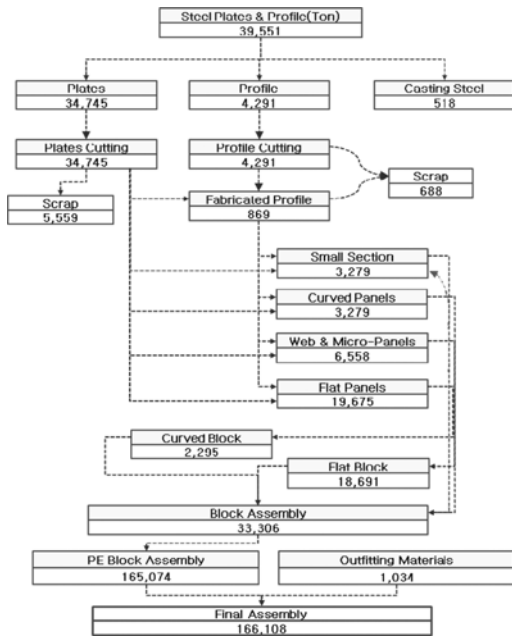 Steel Plates & Profile(Ton)
39,551
Plates
34,745
Profile
4,291
Casting Steel
518
Plates Cutting
34,745
Profile Cutting
4,291
Scrap
5,559
Fabricated Profile
869
Scrap
688
Small Section
3,279
Curved Panels
3,279
Web & Micro-Panels
6,558
Flat Panels
19,675
Curved Block
2,295
Flat Block
18,691
Block Assembly
33,306
PE Block Assembly
165,074
Outfitting Materials
1,034
Final Assembly
166,108